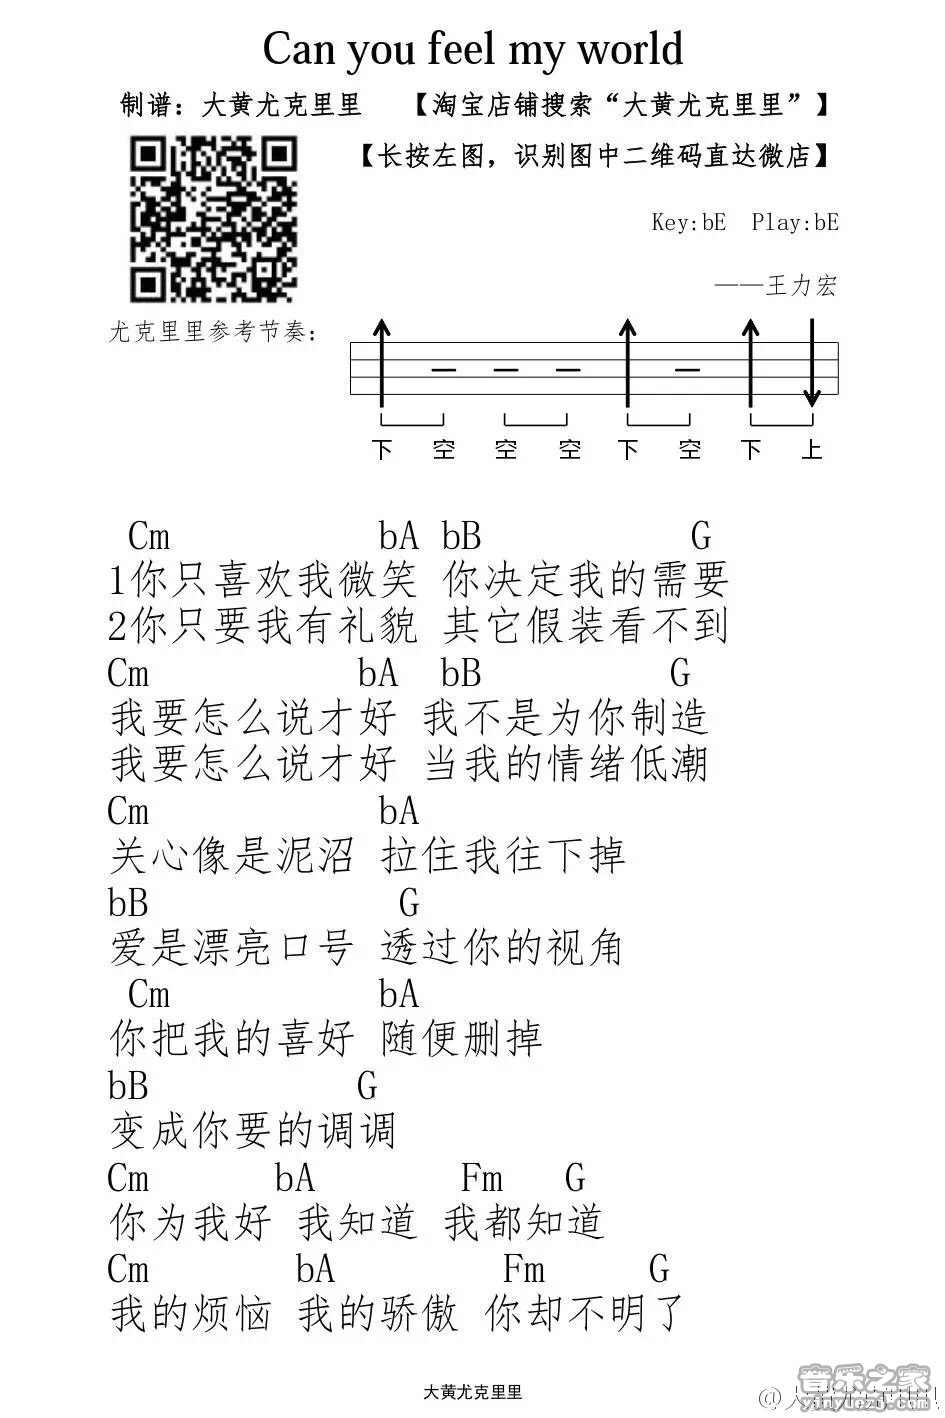 Can you feel my world
制谱：大黄尤克里里 【淘宝店铺搜索“大黄尤克里里”】
【长按左图，识别图中二维码直达微店】
Key:bE Play:bE
——王力宏
尤克里里参考节奏：
下 空 空 空 下 空 下 上
Cm bA bB G
1你只喜欢我微笑 你决定我的需要
2你只要我有礼貌 其它假装看不到
Cm bA bB G
我要怎么说才好 我不是为你制造
我要怎么说才好 当我的情绪低潮
Cm bA
关心像是泥沼 拉住我往下掉
bB G
爱是漂亮口号 透过你的视角
Cm bA
你把我的喜好 随便删掉
bB G
变成你要的调调
Cm bA Fm G
你为我好 我知道 我都知道
Cm bA Fm G
我的烦恼 我的骄傲 你却不明了
大黄尤克里里
音乐之家
yinyuezj.com